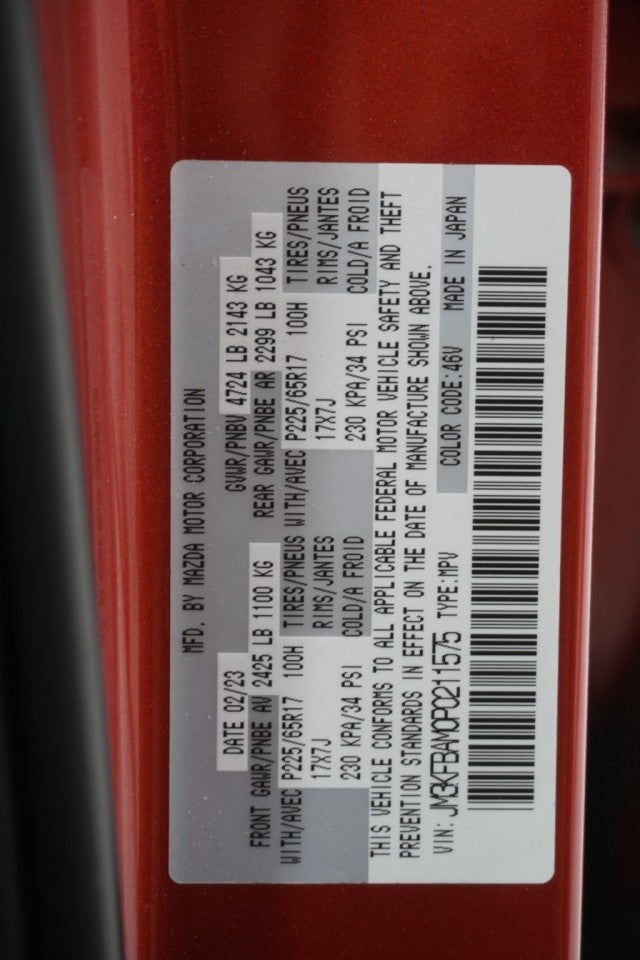 MFD. BY MAZDA MOTOR CORPORATION
DATE 02/23 GVWR/PNBV 4724 LB 2143 KG
FRONT GAWR/PNBE AV 2425 LB 1100 KG REAR GAWR/PNBE AR 2299 LB 1043 KG
WITH/AVEC P225/65R17 100H TIRES/PNEUS WITH/AVEC P225/65R17 100H TIRES/PNEUS
17X7J RIMS/JANTES 17X7J RIMS/JANTES
230 KPA/34 PSI COLD/A FROID 230 KPA/34 PSI COLD/A FROID
THIS VEHICLE CONFORMS TO ALL APPLICABLE FEDERAL MOTOR VEHICLE SAFETY AND THEFT
PREVENTION STANDARDS IN EFFECT ON THE DATE OF MANUFACTURE SHOWN ABOVE.
VIN: JM3KFBAM0P0211575 TYPE: MPV COLOR CODE: 46V MADE IN JAPAN